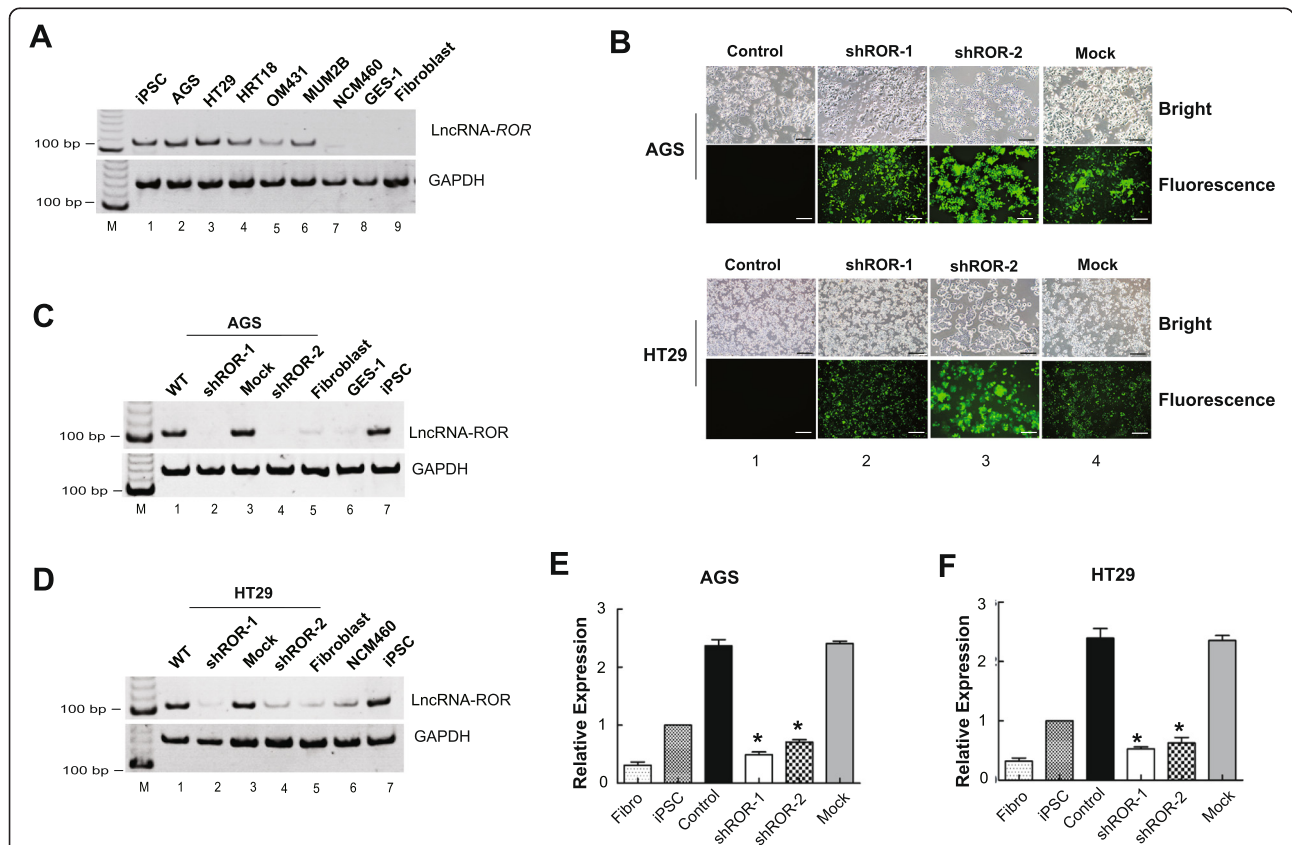 A
iPSC AGS HT29 HRT18 OM431 MUM2B NCM460 GES-1 Fibroblast
100 bp
LncRNA-ROR
GAPDH
100 bp
M 1 2 3 4 5 6 7 8 9
B
Control shROR-1 shROR-2 Mock
Bright
AGS
Fluorescence
Control shROR-1 shROR-2 Mock
Bright
HT29
Fluorescence
1 2 3 4
C
AGS
WT shROR-1 Mock shROR-2 Fibroblast GES-1 iPSC
100 bp
LncRNA-ROR
GAPDH
100 bp
M 1 2 3 4 5 6 7
D
HT29
WT shROR-1 Mock shROR-2 Fibroblast NCM460 iPSC
LncRNA-ROR
100 bp
GAPDH
100 bp
M 1 2 3 4 5 6 7
E
AGS
Relative Expression
3
2
1
0
* *
Fibro iPSC Control shROR-1 shROR-2 Mock
F
HT29
Relative Expression
3
2
1
0
* *
Fibro iPSC Control shROR-1 shROR-2 Mock